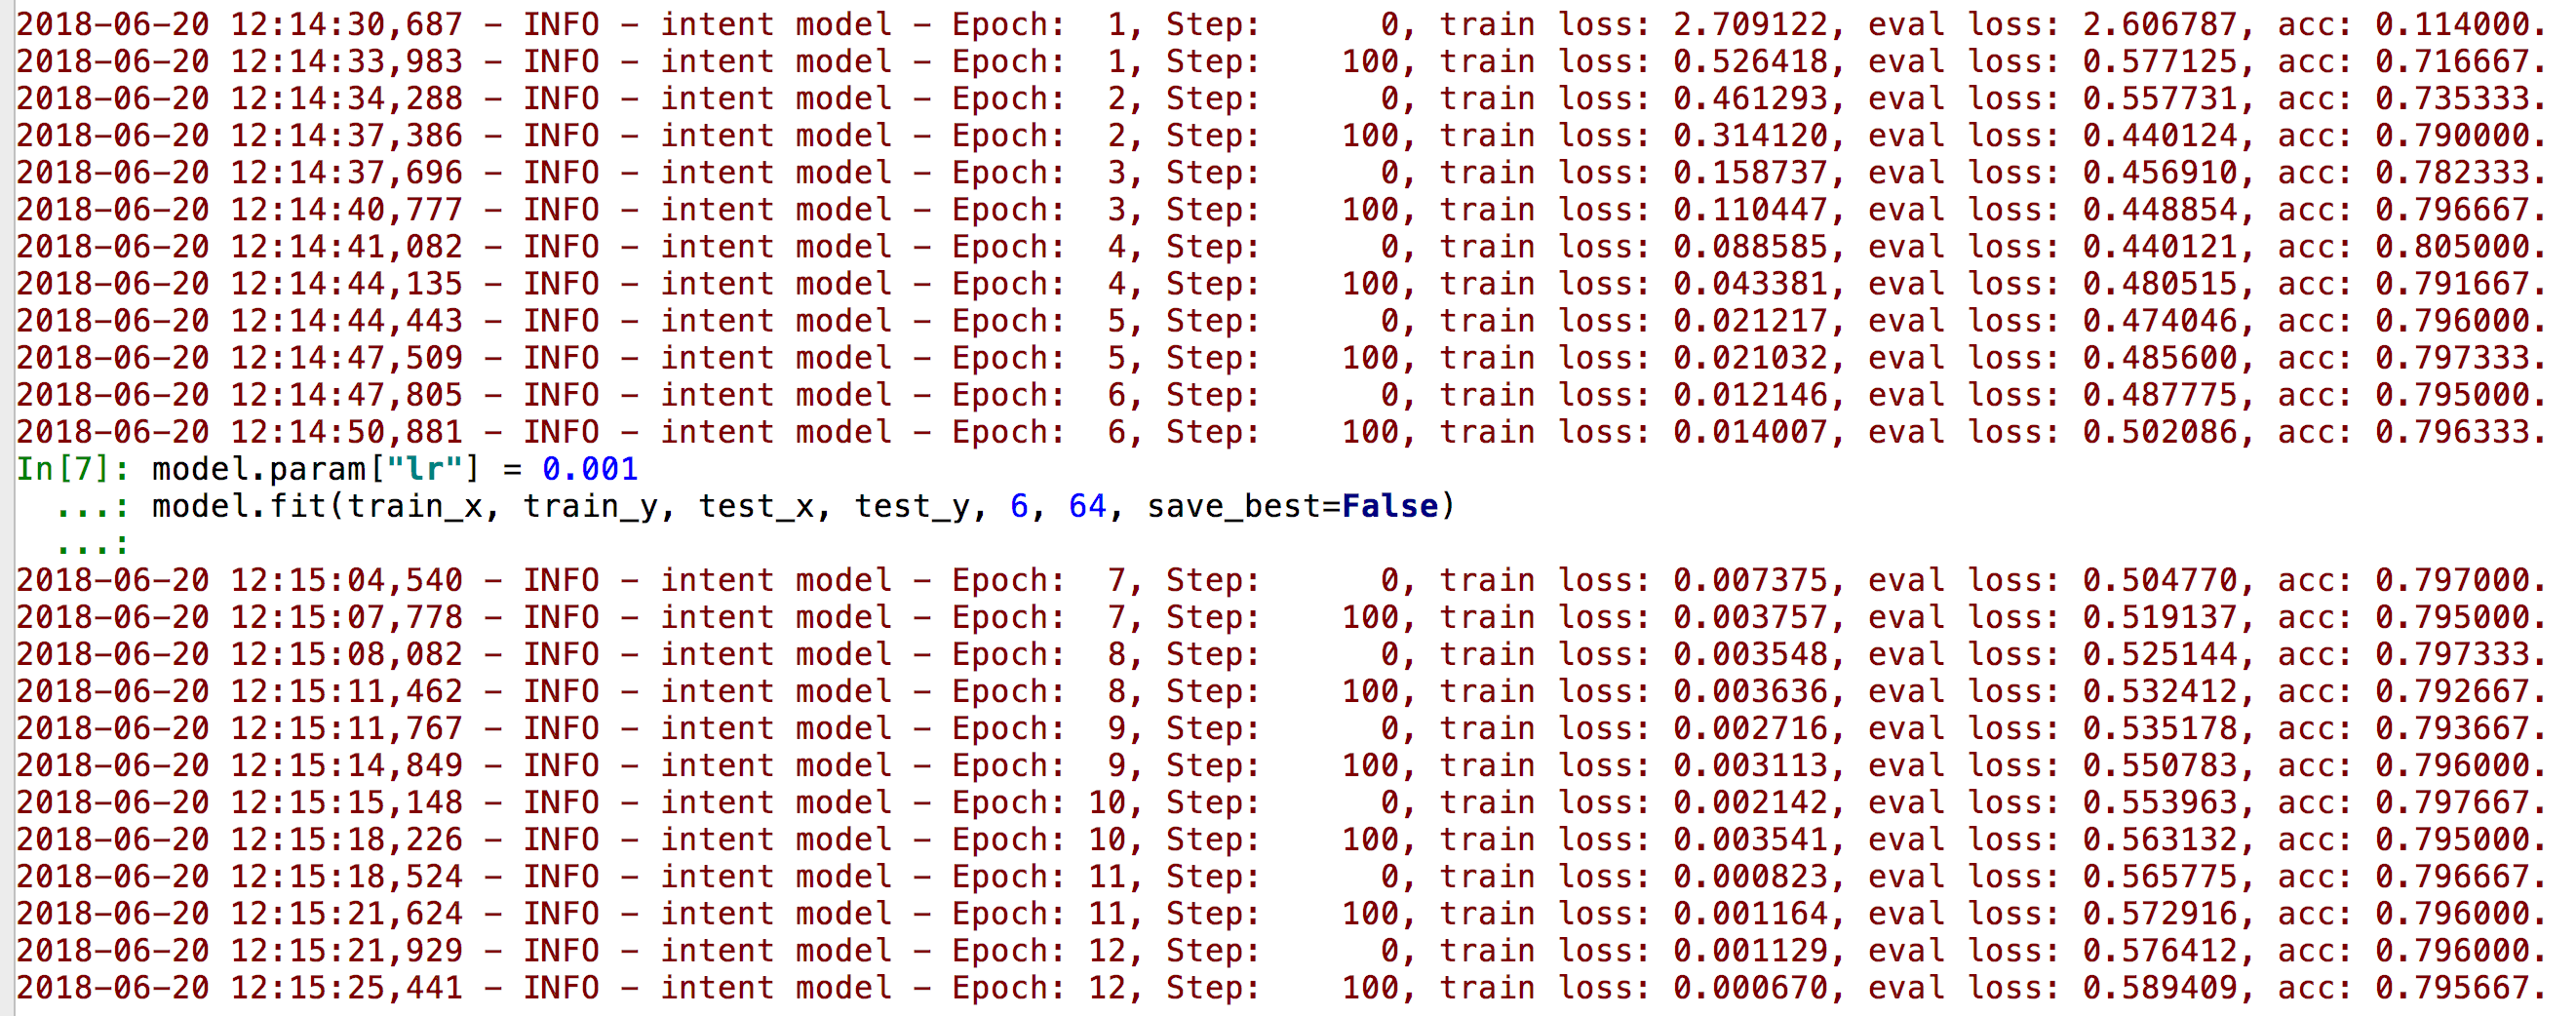 2018-06-20 12:14:30,687 - INFO - intent model - Epoch:  1, Step:      0, train loss: 2.709122, eval loss: 2.606787, acc: 0.114000.
2018-06-20 12:14:33,983 - INFO - intent model - Epoch:  1, Step:    100, train loss: 0.526418, eval loss: 0.577125, acc: 0.716667.
2018-06-20 12:14:34,288 - INFO - intent model - Epoch:  2, Step:      0, train loss: 0.461293, eval loss: 0.557731, acc: 0.735333.
2018-06-20 12:14:37,386 - INFO - intent model - Epoch:  2, Step:    100, train loss: 0.314120, eval loss: 0.440124, acc: 0.790000.
2018-06-20 12:14:37,696 - INFO - intent model - Epoch:  3, Step:      0, train loss: 0.158737, eval loss: 0.456910, acc: 0.782333.
2018-06-20 12:14:40,777 - INFO - intent model - Epoch:  3, Step:    100, train loss: 0.110447, eval loss: 0.448854, acc: 0.796667.
2018-06-20 12:14:41,082 - INFO - intent model - Epoch:  4, Step:      0, train loss: 0.088585, eval loss: 0.440121, acc: 0.805000.
2018-06-20 12:14:44,135 - INFO - intent model - Epoch:  4, Step:    100, train loss: 0.043381, eval loss: 0.480515, acc: 0.791667.
2018-06-20 12:14:44,443 - INFO - intent model - Epoch:  5, Step:      0, train loss: 0.021217, eval loss: 0.474046, acc: 0.796000.
2018-06-20 12:14:47,509 - INFO - intent model - Epoch:  5, Step:    100, train loss: 0.021032, eval loss: 0.485600, acc: 0.797333.
2018-06-20 12:14:47,805 - INFO - intent model - Epoch:  6, Step:      0, train loss: 0.012146, eval loss: 0.487775, acc: 0.795000.
2018-06-20 12:14:50,881 - INFO - intent model - Epoch:  6, Step:    100, train loss: 0.014007, eval loss: 0.502086, acc: 0.796333.
In[7]: model.param["lr"] = 0.001
  ...: model.fit(train_x, train_y, test_x, test_y, 6, 64, save_best=False)
  ...:
2018-06-20 12:15:04,540 - INFO - intent model - Epoch:  7, Step:      0, train loss: 0.007375, eval loss: 0.504770, acc: 0.797000.
2018-06-20 12:15:07,778 - INFO - intent model - Epoch:  7, Step:    100, train loss: 0.003757, eval loss: 0.519137, acc: 0.795000.
2018-06-20 12:15:08,082 - INFO - intent model - Epoch:  8, Step:      0, train loss: 0.003548, eval loss: 0.525144, acc: 0.797333.
2018-06-20 12:15:11,462 - INFO - intent model - Epoch:  8, Step:    100, train loss: 0.003636, eval loss: 0.532412, acc: 0.792667.
2018-06-20 12:15:11,767 - INFO - intent model - Epoch:  9, Step:      0, train loss: 0.002716, eval loss: 0.535178, acc: 0.793667.
2018-06-20 12:15:14,849 - INFO - intent model - Epoch:  9, Step:    100, train loss: 0.003113, eval loss: 0.550783, acc: 0.796000.
2018-06-20 12:15:15,148 - INFO - intent model - Epoch: 10, Step:      0, train loss: 0.002142, eval loss: 0.553963, acc: 0.797667.
2018-06-20 12:15:18,226 - INFO - intent model - Epoch: 10, Step:    100, train loss: 0.003541, eval loss: 0.563132, acc: 0.795000.
2018-06-20 12:15:18,524 - INFO - intent model - Epoch: 11, Step:      0, train loss: 0.000823, eval loss: 0.565775, acc: 0.796667.
2018-06-20 12:15:21,624 - INFO - intent model - Epoch: 11, Step:    100, train loss: 0.001164, eval loss: 0.572916, acc: 0.796000.
2018-06-20 12:15:21,929 - INFO - intent model - Epoch: 12, Step:      0, train loss: 0.001129, eval loss: 0.576412, acc: 0.796000.
2018-06-20 12:15:25,441 - INFO - intent model - Epoch: 12, Step:    100, train loss: 0.000670, eval loss: 0.589409, acc: 0.795667.